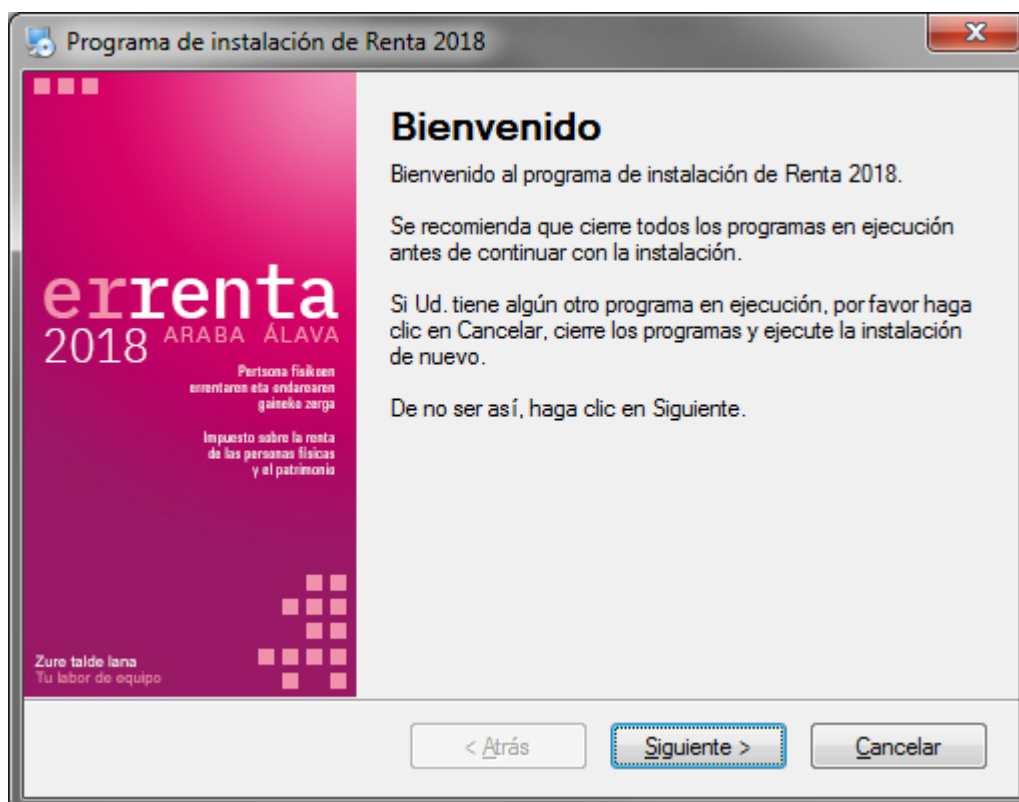 Programa de instalación de Renta 2018
Bienvenido
Bienvenido al programa de instalación de Renta 2018.
Se recomienda que cierre todos los programas en ejecución
antes de continuar con la instalación.
Si Ud. tiene algún otro programa en ejecución, por favor haga
clic en Cancelar, cierre los programas y ejecute la instalación
de nuevo.
De no ser así, haga clic en Siguiente.
errenta
2018 ARABA ÁLAVA
Pertsona fisikoen
errentaren eta ondarearen
gaineko zerga
Impuesto sobre la renta
de las personas físicas
y el patrimonio
Zure talde lana
Tu labor de equipo
< Atrás
Siguiente >
Cancelar